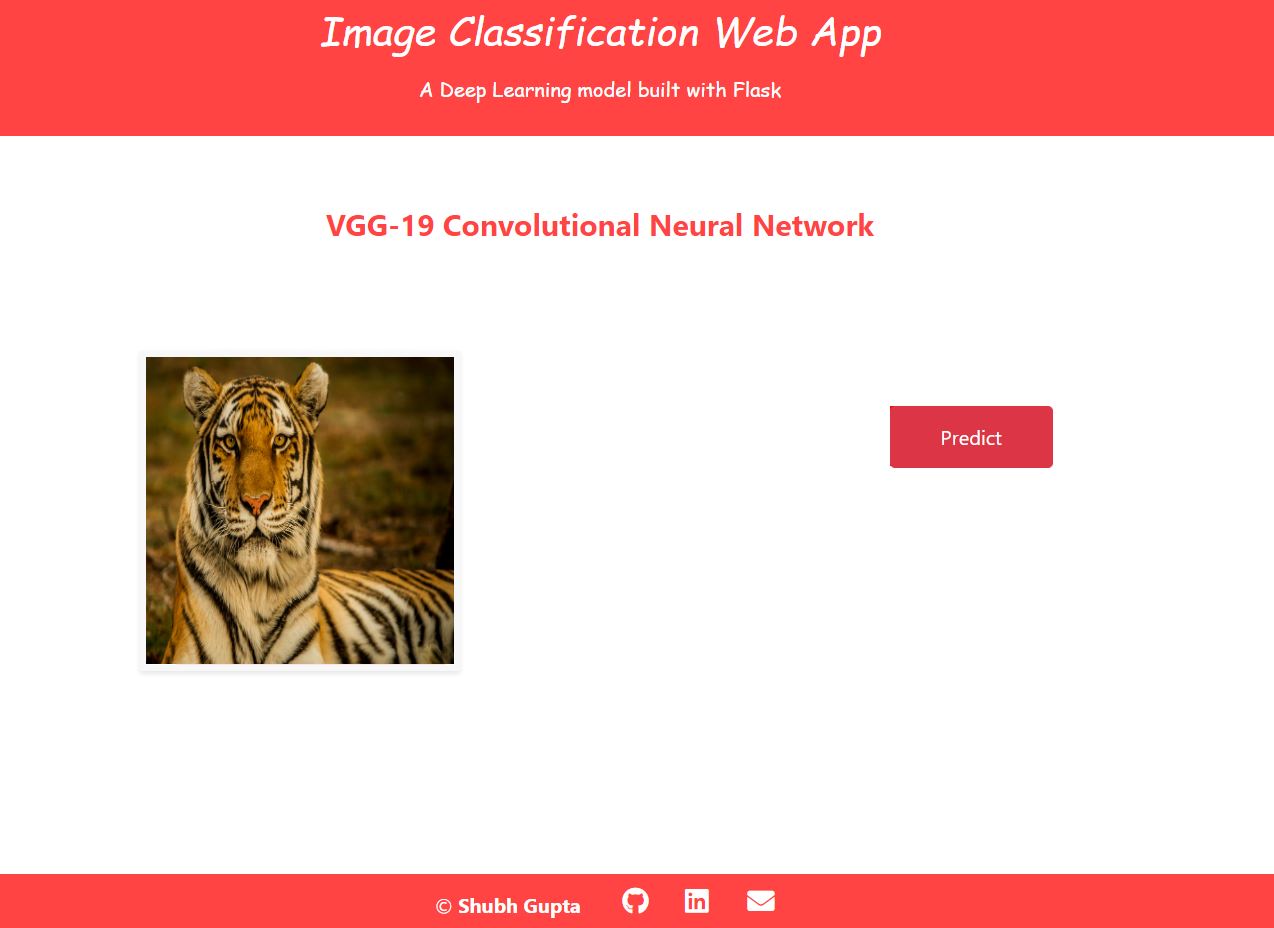 Image Classification Web App
A Deep Learning model built with Flask
VGG-19 Convolutional Neural Network
Predict
© Shubh Gupta